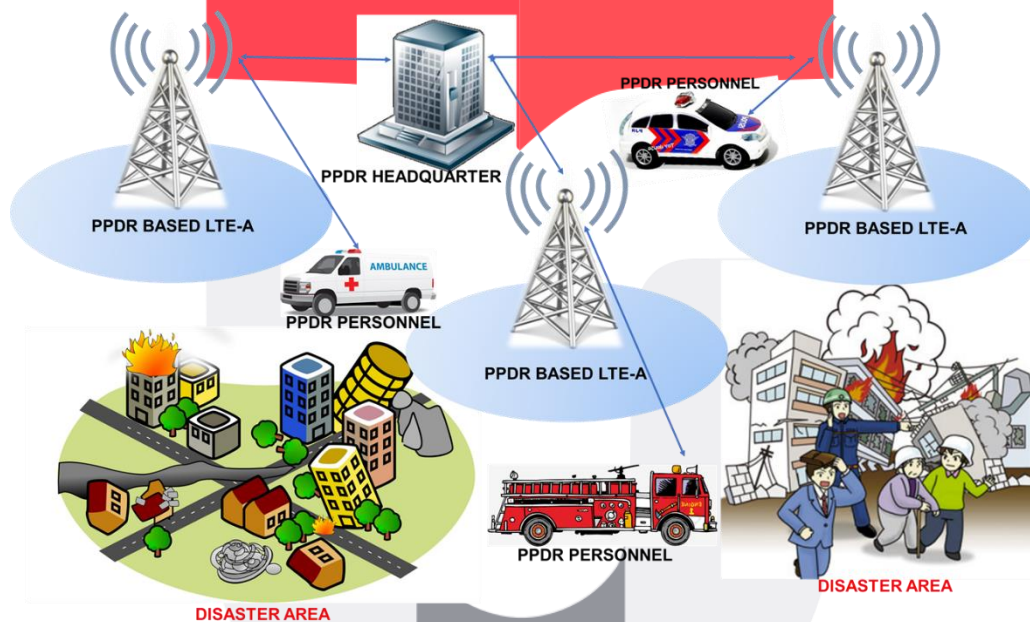 PPDR PERSONNEL
PPDR HEADQUARTER
PPDR BASED LTE-A
PPDR BASED LTE-A
AMBULANCE
PPDR PERSONNEL
PPDR BASED LTE-A
PPDR PERSONNEL
DISASTER AREA
DISASTER AREA